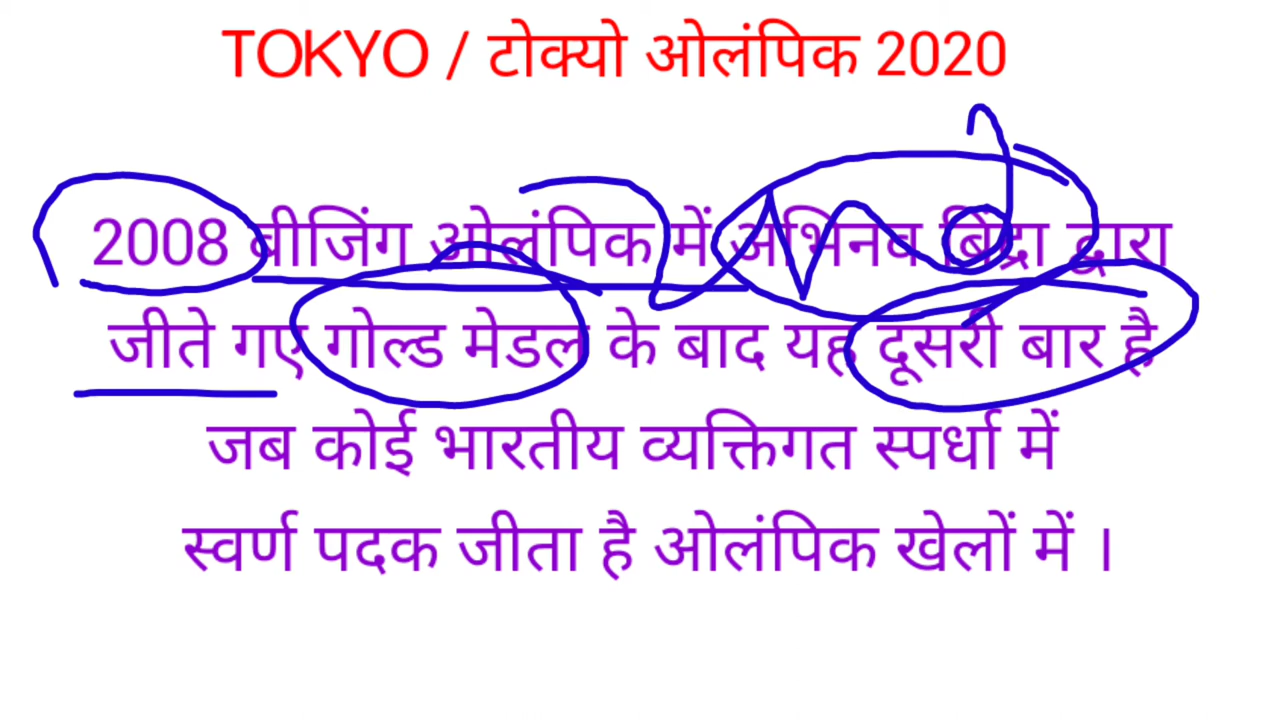 TOKYO / टोक्यो ओलंपिक 2020
2008 बीजिंग ओलंपिक में अभिनव बिंद्रा द्वारा
जीते गए गोल्ड मेडल के बाद यह दूसरी बार है
जब कोई भारतीय व्यक्तिगत स्पर्धा में
स्वर्ण पदक जीता है ओलंपिक खेलों में ।